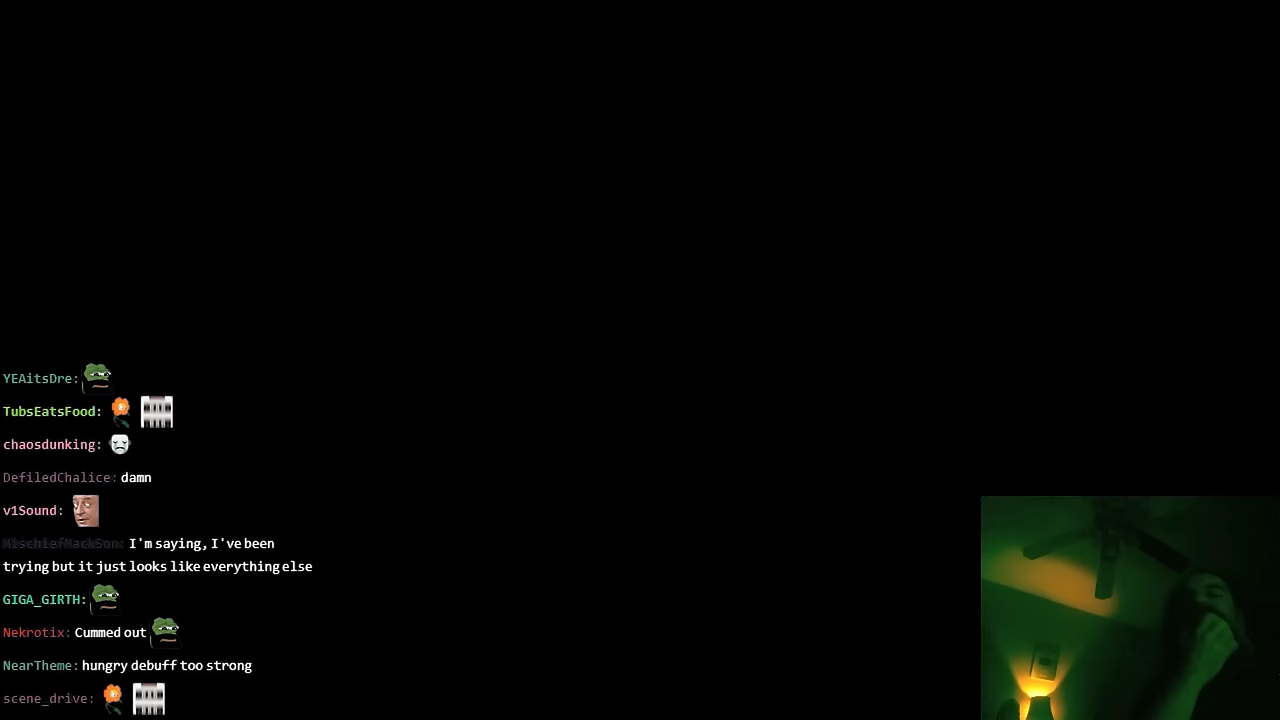 YEAitsDre:
TubsEatsFood:
chaosdunking:
DefiledChalice: damn
v1Sound:
MischiefMackSon: I'm saying, I've been
trying but it just looks like everything else
GIGA_GIRTH:
Nekrotix: Cummed out
NearTheme: hungry debuff too strong
scene_drive: